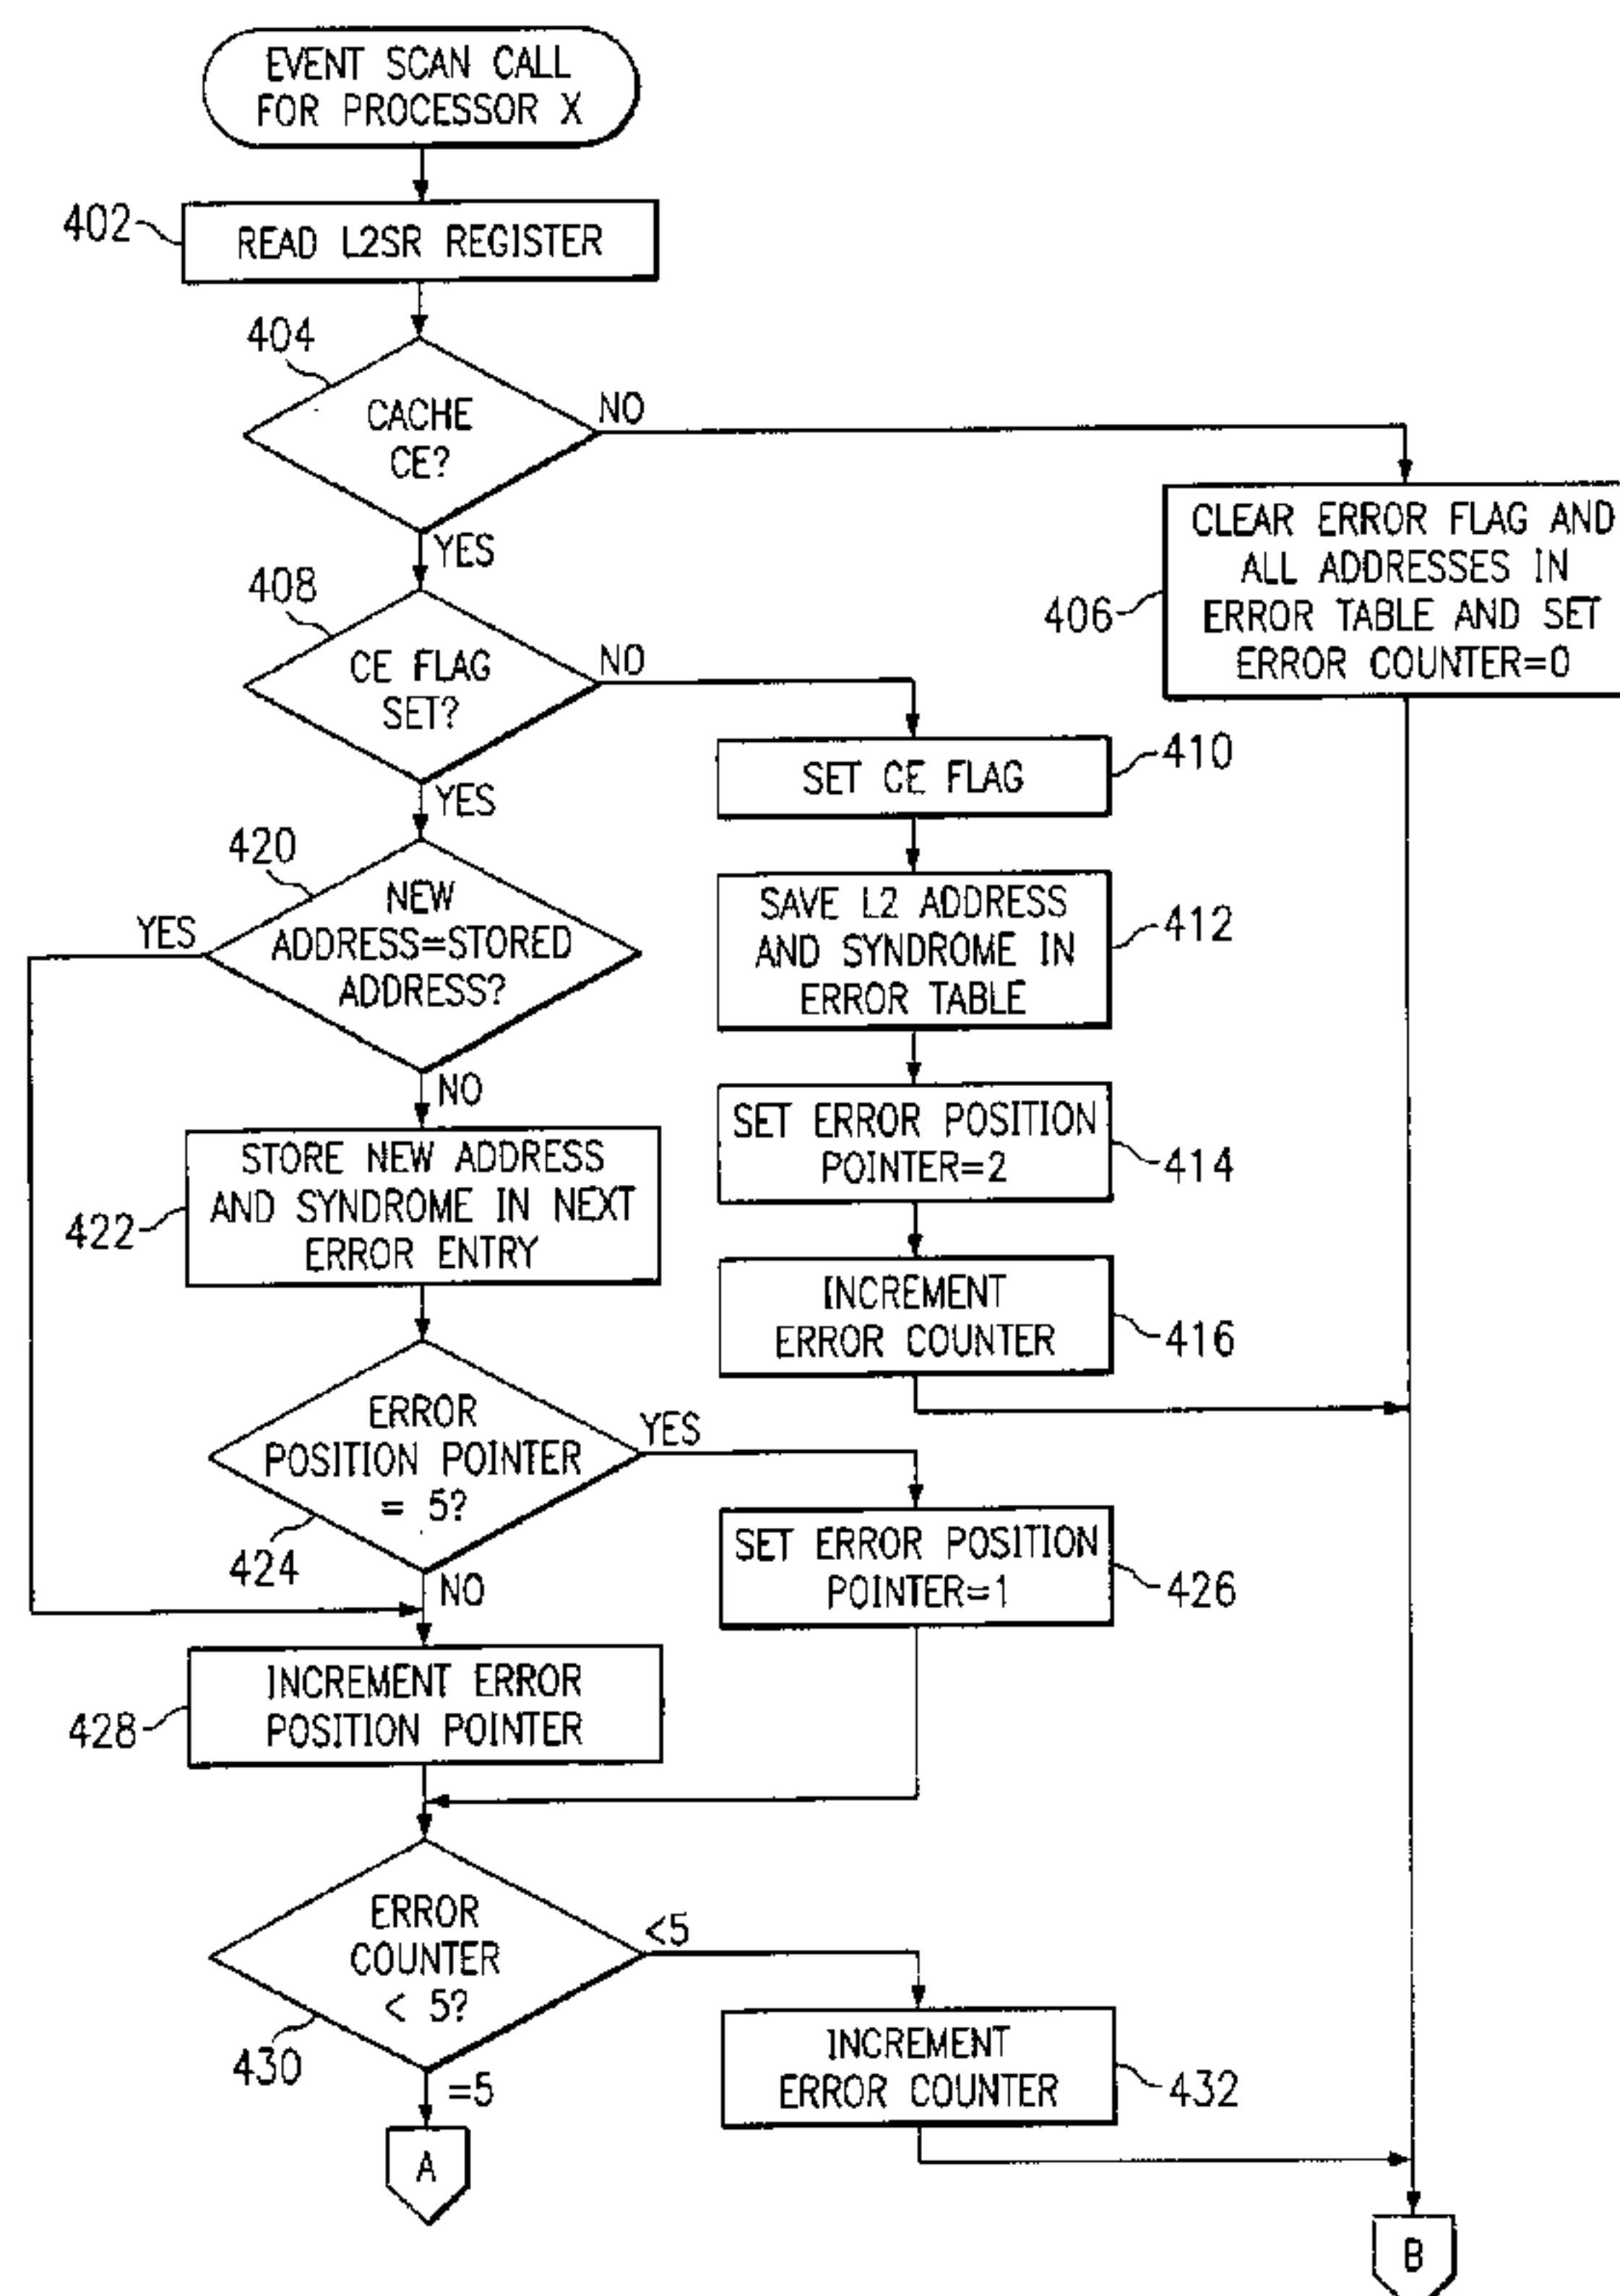 EVENT SCAN CALL
FOR PROCESSOR X
402
READ L2SR REGISTER
404
CACHE
CE?
NO
YES
CLEAR ERROR FLAG AND
ALL ADDRESSES IN
ERROR TABLE AND SET
ERROR COUNTER=0
406
408
CE FLAG
SET?
NO
YES
SET CE FLAG
410
420
NEW
ADDRESS=STORED
ADDRESS?
YES
NO
SAVE L2 ADDRESS
AND SYNDROME IN
ERROR TABLE
412
SET ERROR POSITION
POINTER=2
414
STORE NEW ADDRESS
AND SYNDROME IN NEXT
ERROR ENTRY
422
INCREMENT
ERROR COUNTER
416
ERROR
POSITION POINTER
= 5?
YES
424
NO
SET ERROR POSITION
POINTER=1
426
INCREMENT ERROR
POSITION POINTER
428
ERROR
COUNTER
< 5?
<5
430
=5
INCREMENT
ERROR COUNTER
432
A
B